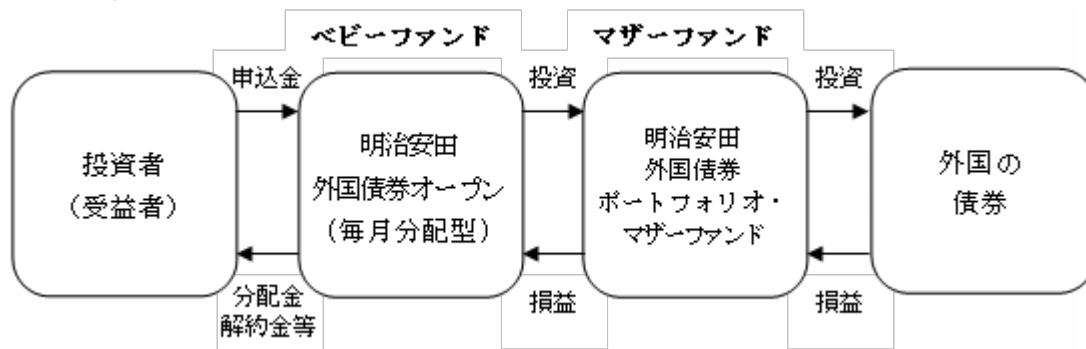 ベビーファンド
マザーファンド
申込金
投資
投資
投資者
（受益者）
明治安田
外国債券オープン
（毎月分配型）
明治安田
外国債券
ポートフォリオ・
マザーファンド
外国の
債券
分配金
解約金等
損益
損益